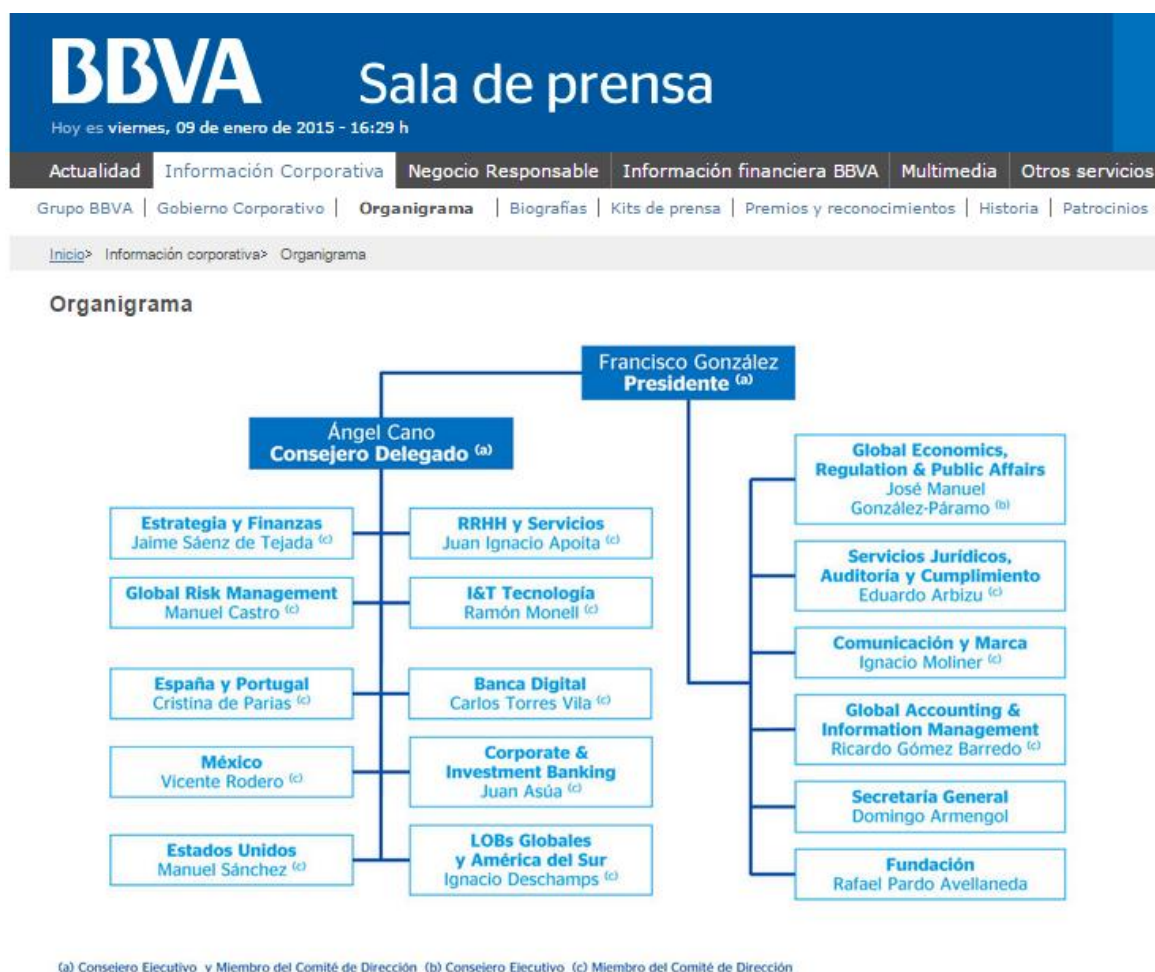 BBVA
Sala de prensa
Hoy es viernes, 09 de enero de 2015 - 16:29 h
Actualidad Información Corporativa Negocio Responsable Información financiera BBVA Multimedia Otros servicios
Grupo BBVA | Gobierno Corporativo | Organigrama | Biografías | Kits de prensa | Premios y reconocimientos | Historia | Patrocinios
Inicio> Información corporativa> Organigrama
Organigrama
Francisco González
Presidente (a)
Ángel Cano
Consejero Delegado (a)
Estrategia y Finanzas
Jaime Sáenz de Tejada (c)
RRHH y Servicios
Juan Ignacio Apoita (c)
Global Risk Management
Manuel Castro (c)
I&T Tecnología
Ramón Monell (c)
España y Portugal
Cristina de Parias (c)
Banca Digital
Carlos Torres Vila (c)
México
Vicente Rodero (c)
Corporate &
Investment Banking
Juan Asúa (c)
Estados Unidos
Manuel Sánchez (c)
LOBs Globales
y América del Sur
Ignacio Deschamps (c)
Global Economics,
Regulation & Public Affairs
José Manuel
González-Páramo (b)
Servicios Jurídicos,
Auditoría y Cumplimiento
Eduardo Arbizu (c)
Comunicación y Marca
Ignacio Moliner (c)
Global Accounting &
Information Management
Ricardo Gómez Barredo (c)
Secretaría General
Domingo Armengol
Fundación
Rafael Pardo Avellaneda
(a) Consejero Ejecutivo y Miembro del Comité de Dirección (b) Consejero Ejecutivo (c) Miembro del Comité de Dirección